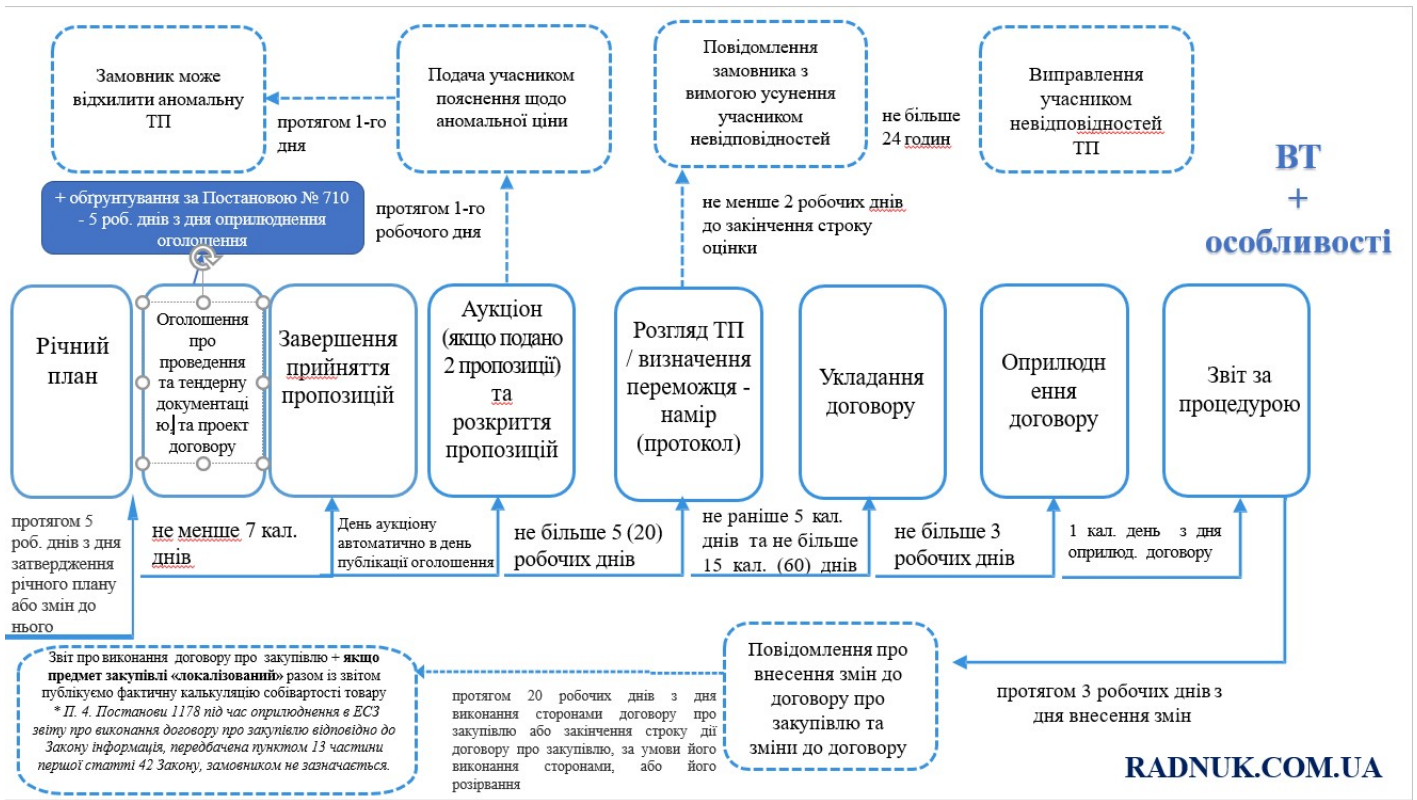 Замовник може
відхилити аномальну
ТП
Подача учасником
пояснення щодо
аномальної ціни
Повідомлення
замовника з
вимогою усунення
учасником
невідповідностей
Виправлення
учасником
невідповідностей
ТП
протягом 1-го
дня
не більше
24 годин
ВТ
+
особливості
+ обґрунтування за Постановою № 710
- 5 роб. днів з дня оприлюднення
оголошення
протягом 1-го
робочого дня
не менше 2 робочих днів
до закінчення строку
оцінки
Річний
план
Оголошення
про
проведення
та тендерну
документаці
ю, та проект
договору
Завершення
прийняття
пропозицій
Аукціон
(якщо подано
2 пропозиції)
та
розкриття
пропозицій
Розгляд ТП
/ визначення
переможця -
намір
(протокол)
Укладання
договору
Оприлюдн
ення
договору
Звіт за
процедурою
протягом 5
роб. днів з дня
затвердження
річного плану
або змін до
нього
не менше 7 кал.
днів
День аукціону
автоматично в день
публікації оголошення
не більше 5 (20)
робочих днів
не раніше 5 кал.
днів та не більше
15 кал. (60) днів
не більше 3
робочих днів
1 кал. день з дня
оприлюд. договору
Звіт про виконання договору про закупівлю + якщо
предмет закупівлі «локалізований» разом із звітом
публікуємо фактичну калькуляцію собівартості товару
* П. 4. Постанови 1178 під час оприлюднення в ЕСЗ
звіту про виконання договору про закупівлю відповідно до
Закону інформація, передбачена пунктом 13 частини
першої статті 42 Закону, замовником не зазначається.
протягом 20 робочих днів з дня
виконання сторонами договору про
закупівлю або закінчення строку дії
договору про закупівлю, за умови його
виконання сторонами, або його
розірвання
Повідомлення про
внесення змін до
договору про
закупівлю та
зміни до договору
протягом 3 робочих днів з
дня внесення змін
RADNUK.COM.UA